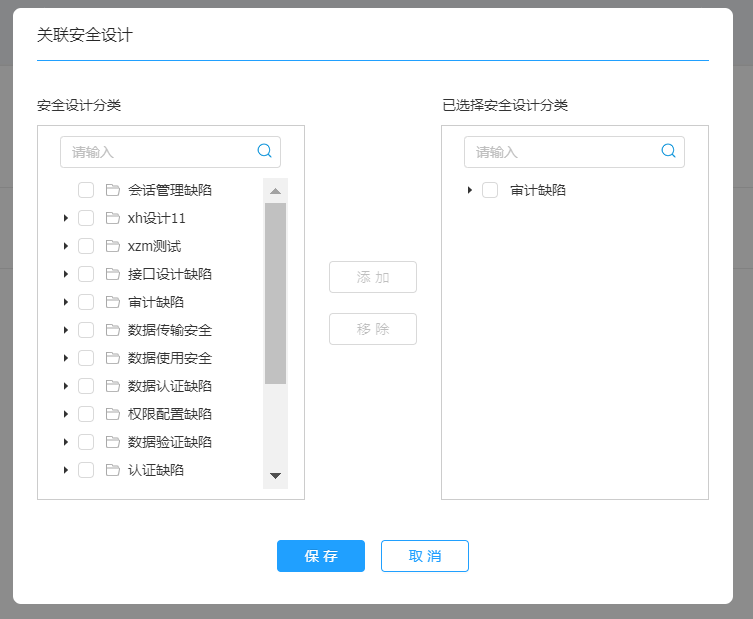 关联安全设计
安全设计分类
请输入
会话管理缺陷
xh设计11
xzm测试
接口设计缺陷
审计缺陷
数据传输安全
数据使用安全
数据认证缺陷
权限配置缺陷
数据验证缺陷
认证缺陷
添 加
移 除
已选择安全设计分类
请输入
审计缺陷
保 存
取 消